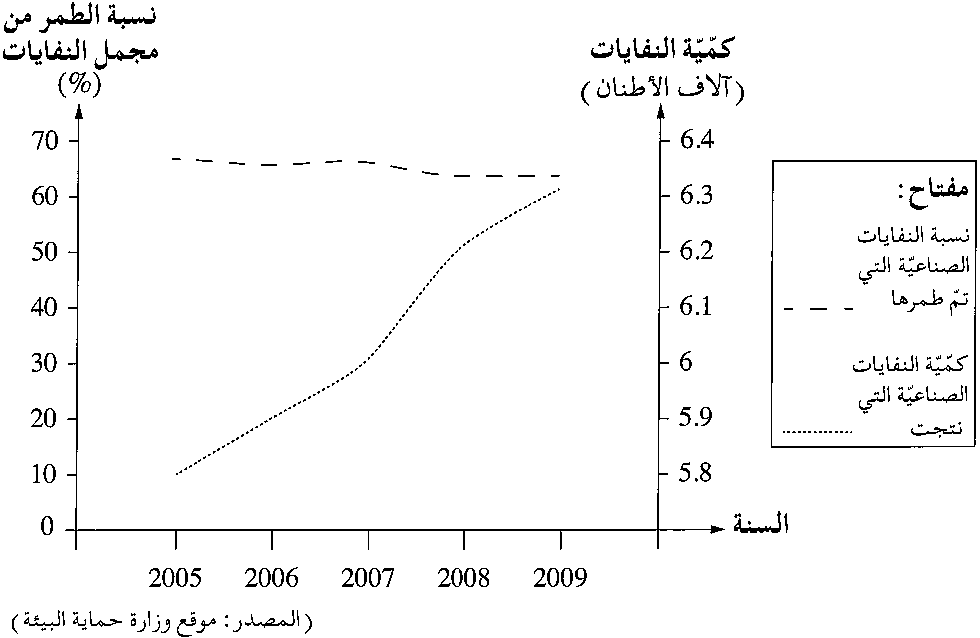 نسبة الطمر من
مجمل النفايات
(%)
كمّيّة النفايات
(آلاف الأطنان)
70
60
50
40
30
20
10
0
6.4
6.3
6.2
6.1
6
5.9
5.8
2005 2006 2007 2008 2009
السنة
مفتاح:
نسبة النفايات
الصناعيّة التي
تمّ طمرها
كمّيّة النفايات
الصناعيّة التي
نتجت
(المصدر: موقع وزارة حماية البيئة)